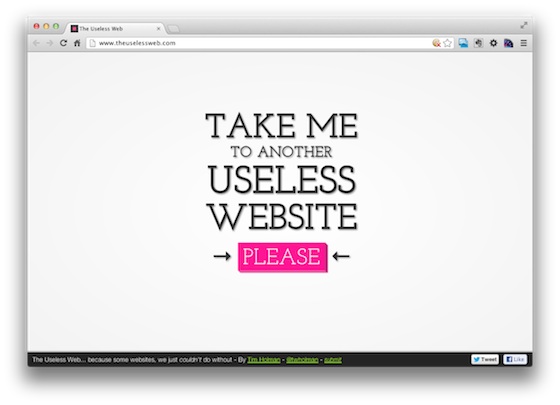 The Useless Web
www.theuselessweb.com
TAKE ME
TO ANOTHER
USELESS
WEBSITE
→ PLEASE ←
The Useless Web... because some websites, we just couldn't do without – By Tim Holman - @twholman - submit
Tweet
Like